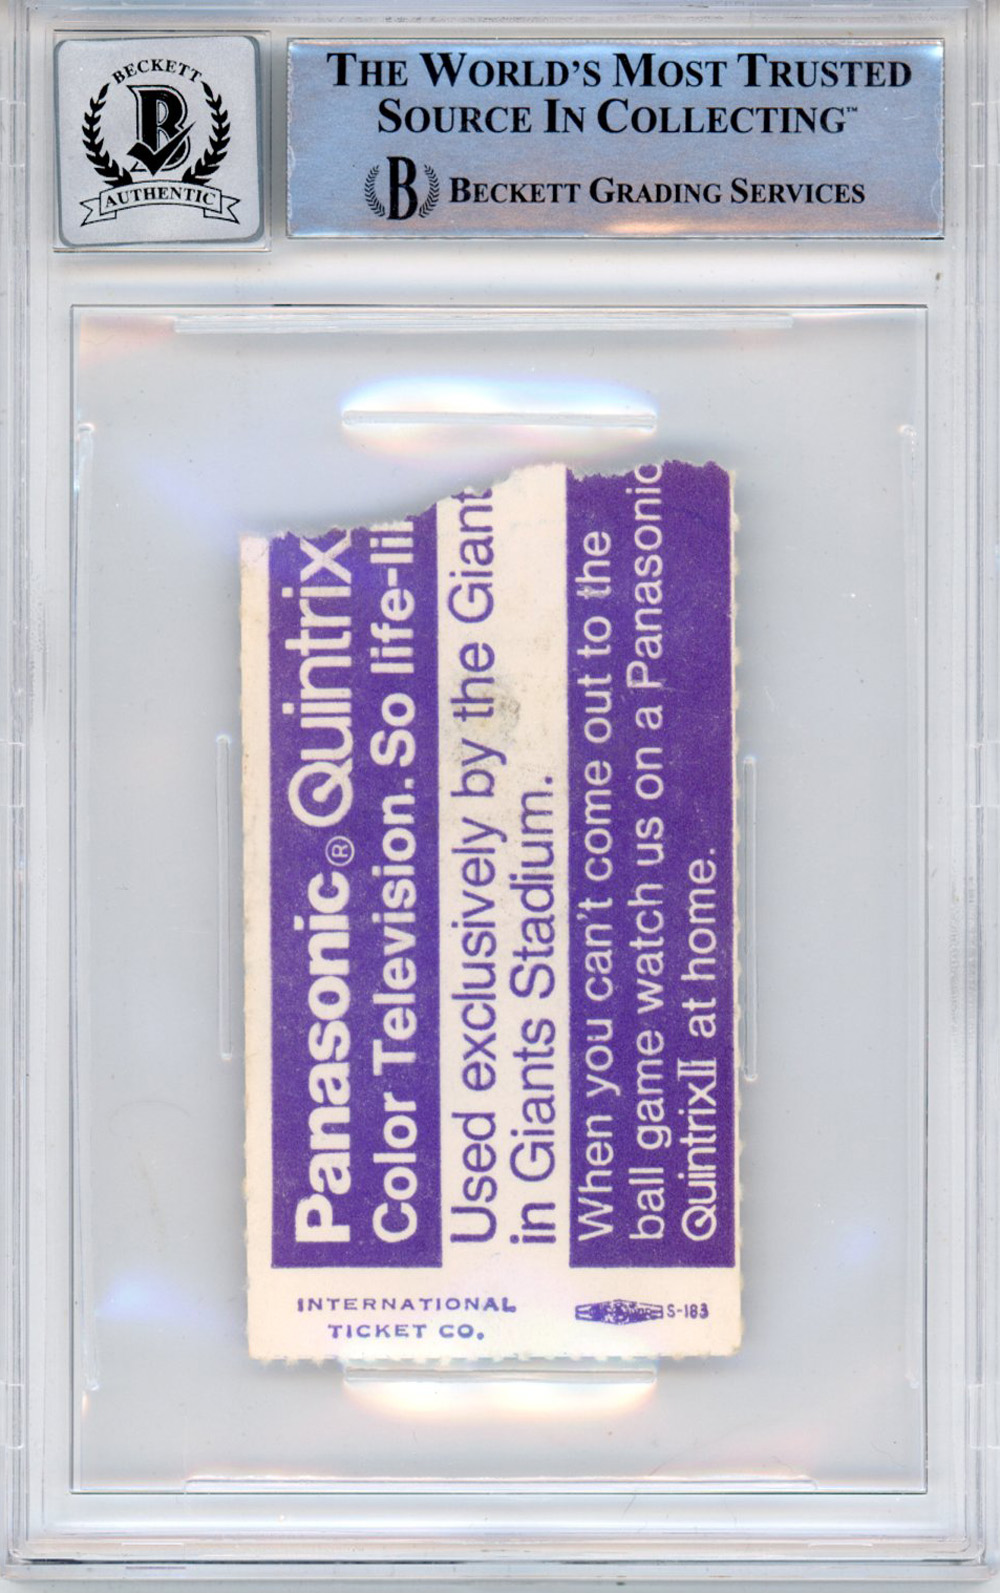 BECKETT
B
AUTHENTIC
THE WORLD'S MOST TRUSTED
SOURCE IN COLLECTING™
B BECKETT GRADING SERVICES
Panasonic® Quintrix
Color Television. So life-li
Used exclusively by the Giant
in Giants Stadium.
When you can't come out to the
ball game watch us on a Panasonic
QuintrixII at home.
INTERNATIONAL
TICKET CO.
S-183